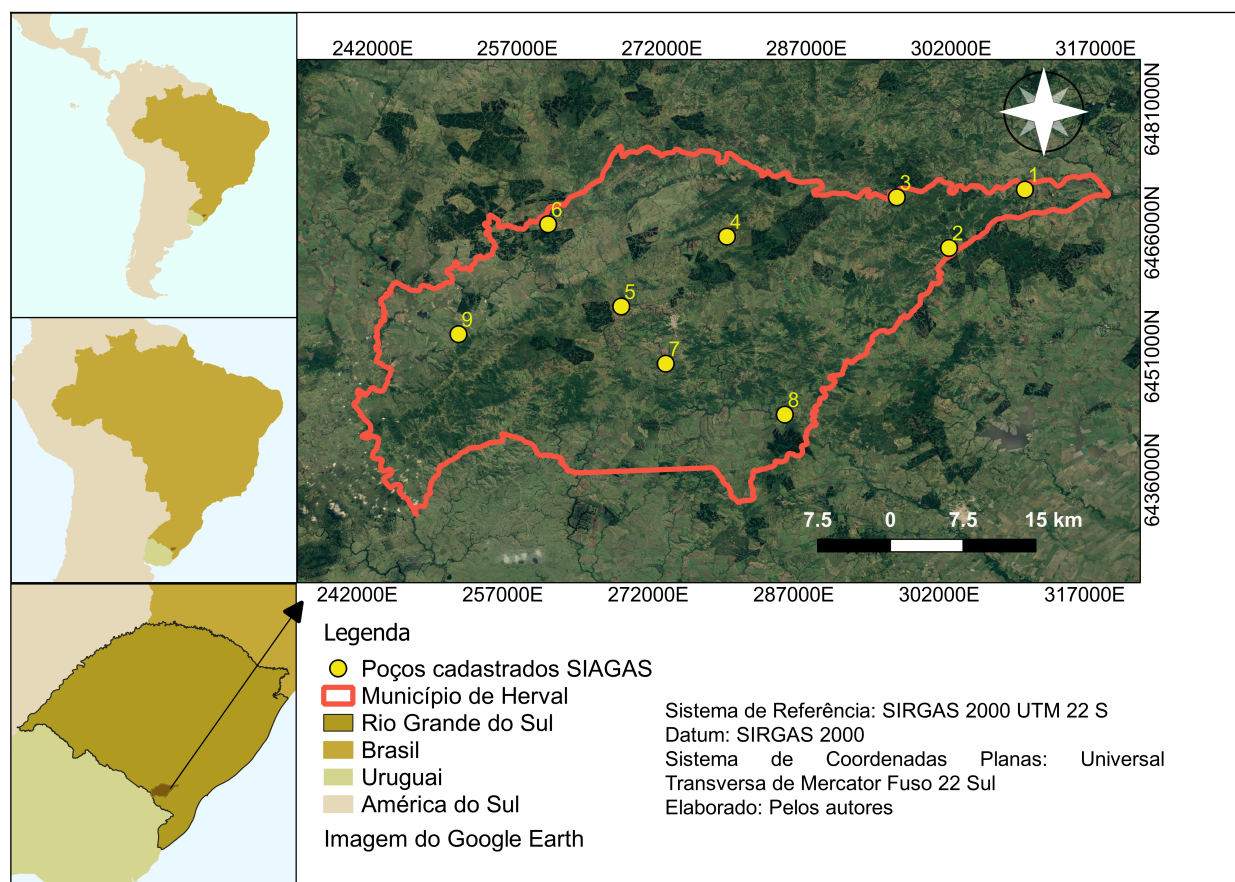 242000E 257000E 272000E 287000E 302000E 317000E
6481000N
6466000N
6451000N
6436000N
1
3
6
4
2
5
9
7
8
7.5 0 7.5 15 km
242000E 257000E 272000E 287000E 302000E 317000E
Legenda
Poços cadastrados SIAGAS
Município de Herval
Rio Grande do Sul
Brasil
Uruguai
América do Sul
Imagem do Google Earth
Sistema de Referência: SIRGAS 2000 UTM 22 S
Datum: SIRGAS 2000
Sistema de Coordenadas Planas: Universal
Transversa de Mercator Fuso 22 Sul
Elaborado: Pelos autores